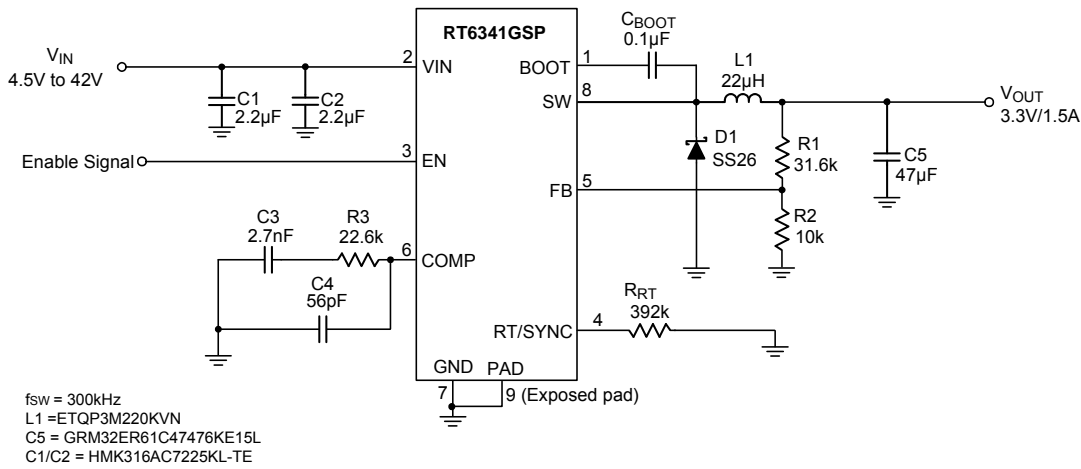 RT6341GSP
VIN
4.5V to 42V
2
VIN
C1
2.2µF
C2
2.2µF
Enable Signal
3
EN
C3
2.7nF
R3
22.6k
6
COMP
C4
56pF
GND
PAD
7
9 (Exposed pad)
BOOT
1
CBOOT
0.1µF
SW
8
L1
22µH
VOUT
3.3V/1.5A
D1
SS26
R1
31.6k
C5
47µF
FB
5
R2
10k
RT/SYNC
4
RRT
392k
fsw = 300kHz
L1 =ETQP3M220KVN
C5 = GRM32ER61C47476KE15L
C1/C2 = HMK316AC7225KL-TE